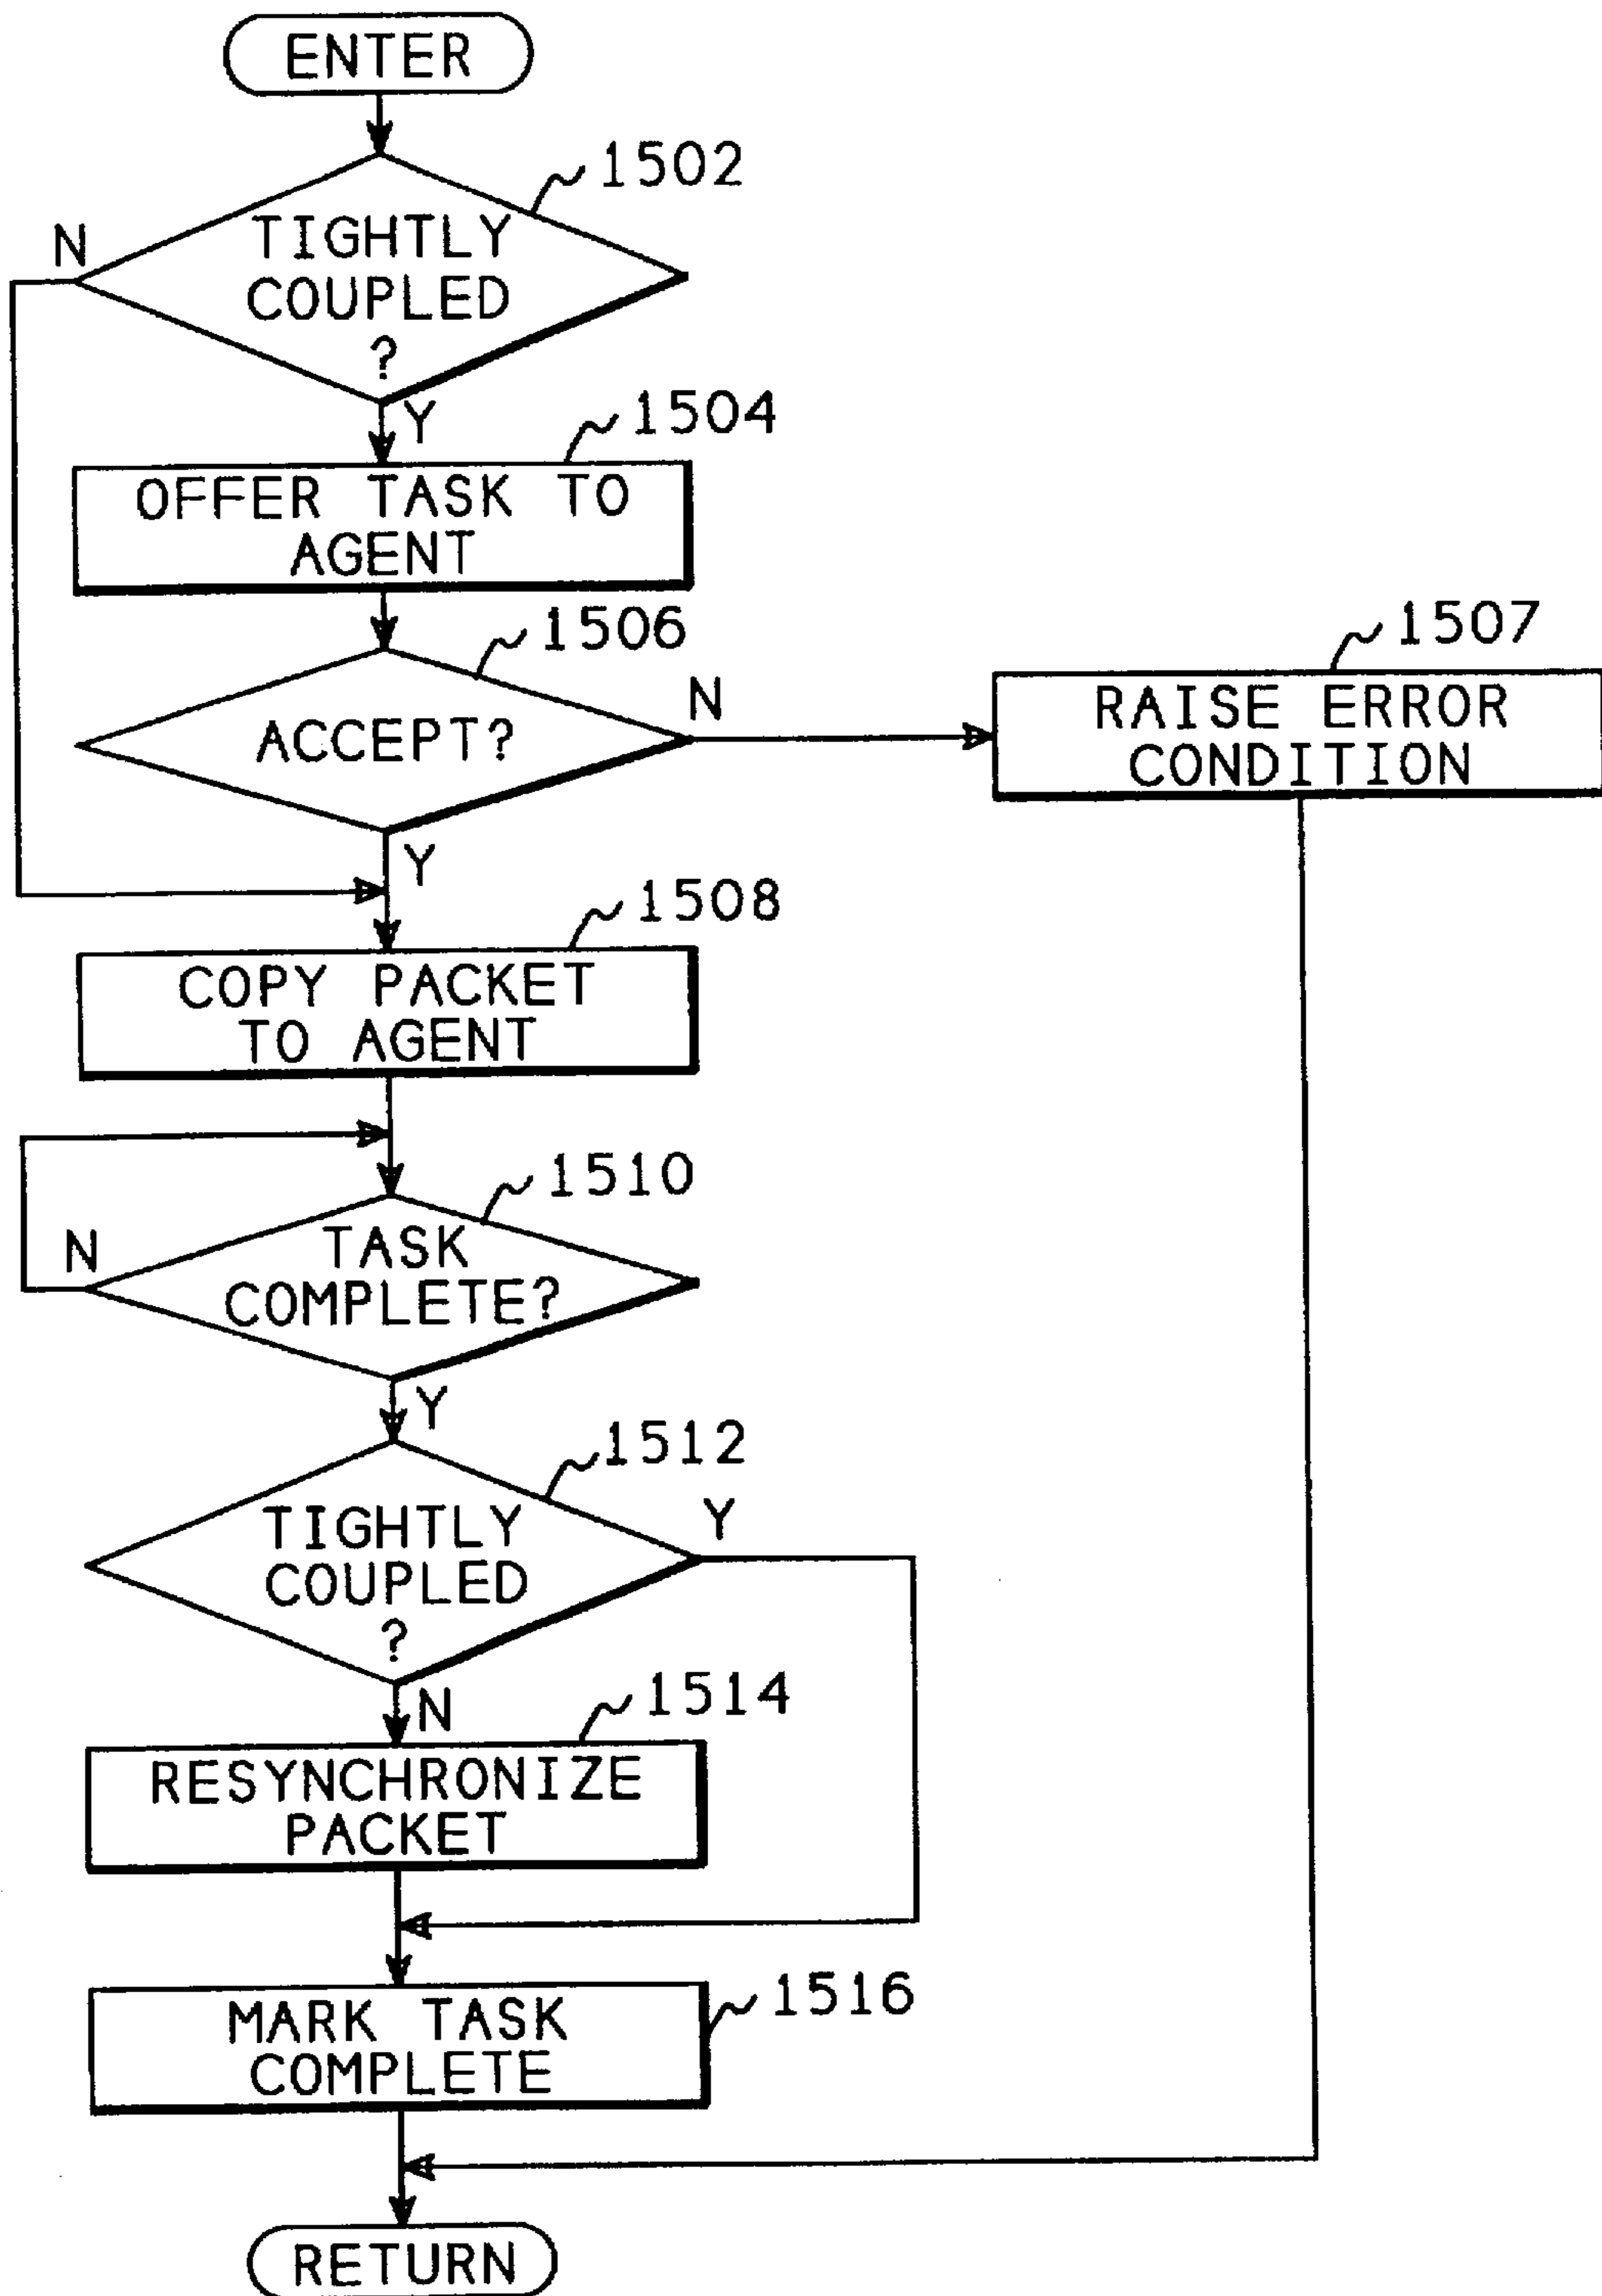 ENTER
1502
N
TIGHTLY
COUPLED
?
Y
1504
OFFER TASK TO
AGENT
1506
ACCEPT?
N
1507
RAISE ERROR
CONDITION
Y
1508
COPY PACKET
TO AGENT
1510
N
TASK
COMPLETE?
Y
1512
TIGHTLY
COUPLED
?
Y
N
1514
RESYNCHRONIZE
PACKET
1516
MARK TASK
COMPLETE
RETURN